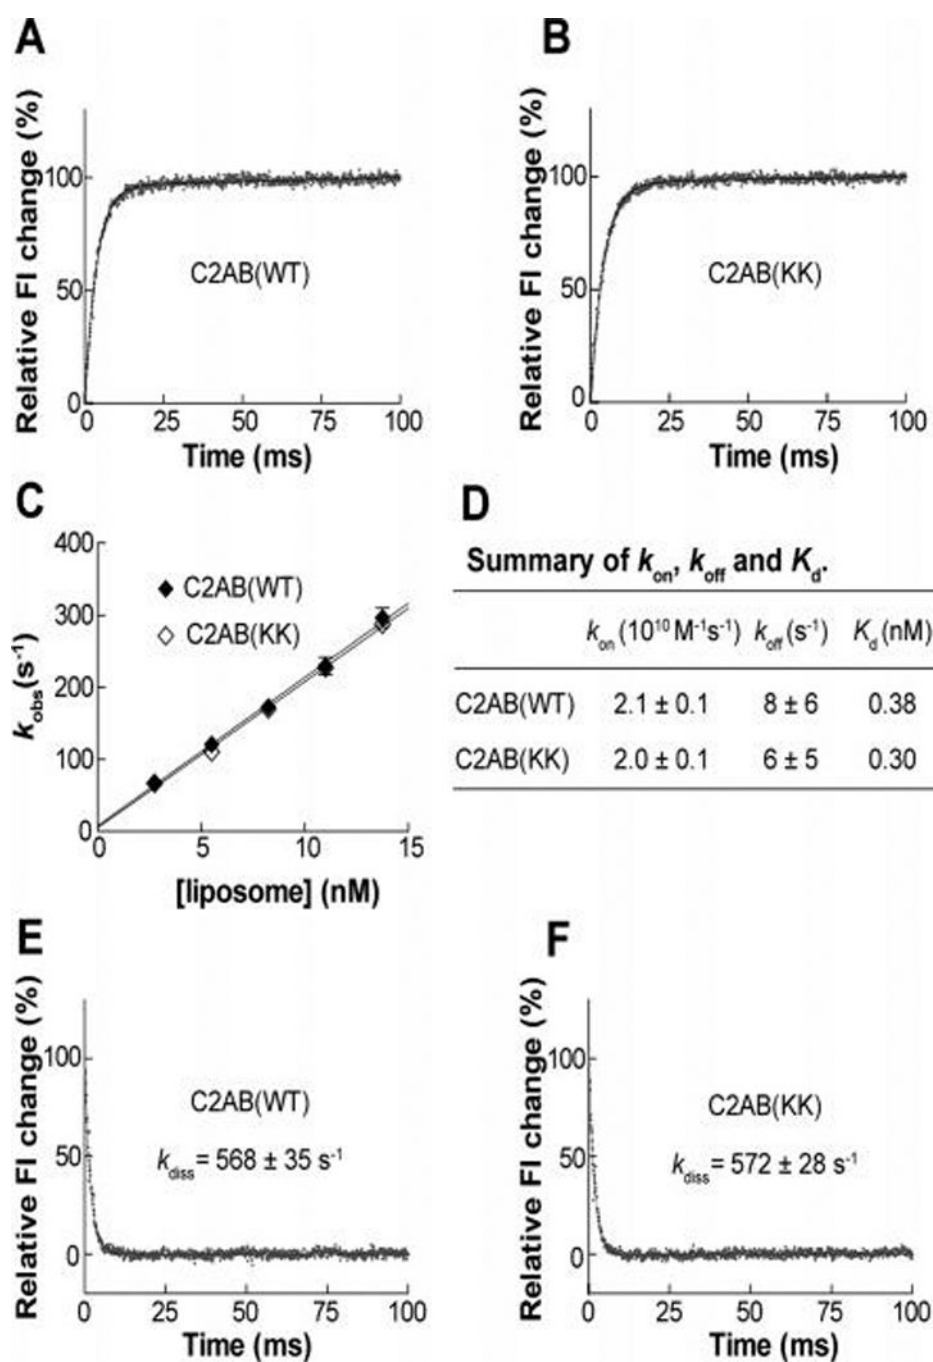 A
Relative FI change (%)
100
50
0
C2AB(WT)
0 25 50 75 100
Time (ms)
B
Relative FI change (%)
100
50
0
C2AB(KK)
0 25 50 75 100
Time (ms)
C
k obs (s-1)
400
300
200
100
0
C2AB(WT)
C2AB(KK)
0 5 10 15
[liposome] (nM)
D
Summary of kon, koff and Kd.
kon (10¹⁰ M⁻¹s⁻¹) koff (s⁻¹) Kd (nM)
C2AB(WT) 2.1 ± 0.1 8 ± 6 0.38
C2AB(KK) 2.0 ± 0.1 6 ± 5 0.30
E
Relative FI change (%)
100
50
0
C2AB(WT)
kdiss = 568 ± 35 s⁻¹
0 25 50 75 100
Time (ms)
F
Relative FI change (%)
100
50
0
C2AB(KK)
kdiss = 572 ± 28 s⁻¹
0 25 50 75 100
Time (ms)